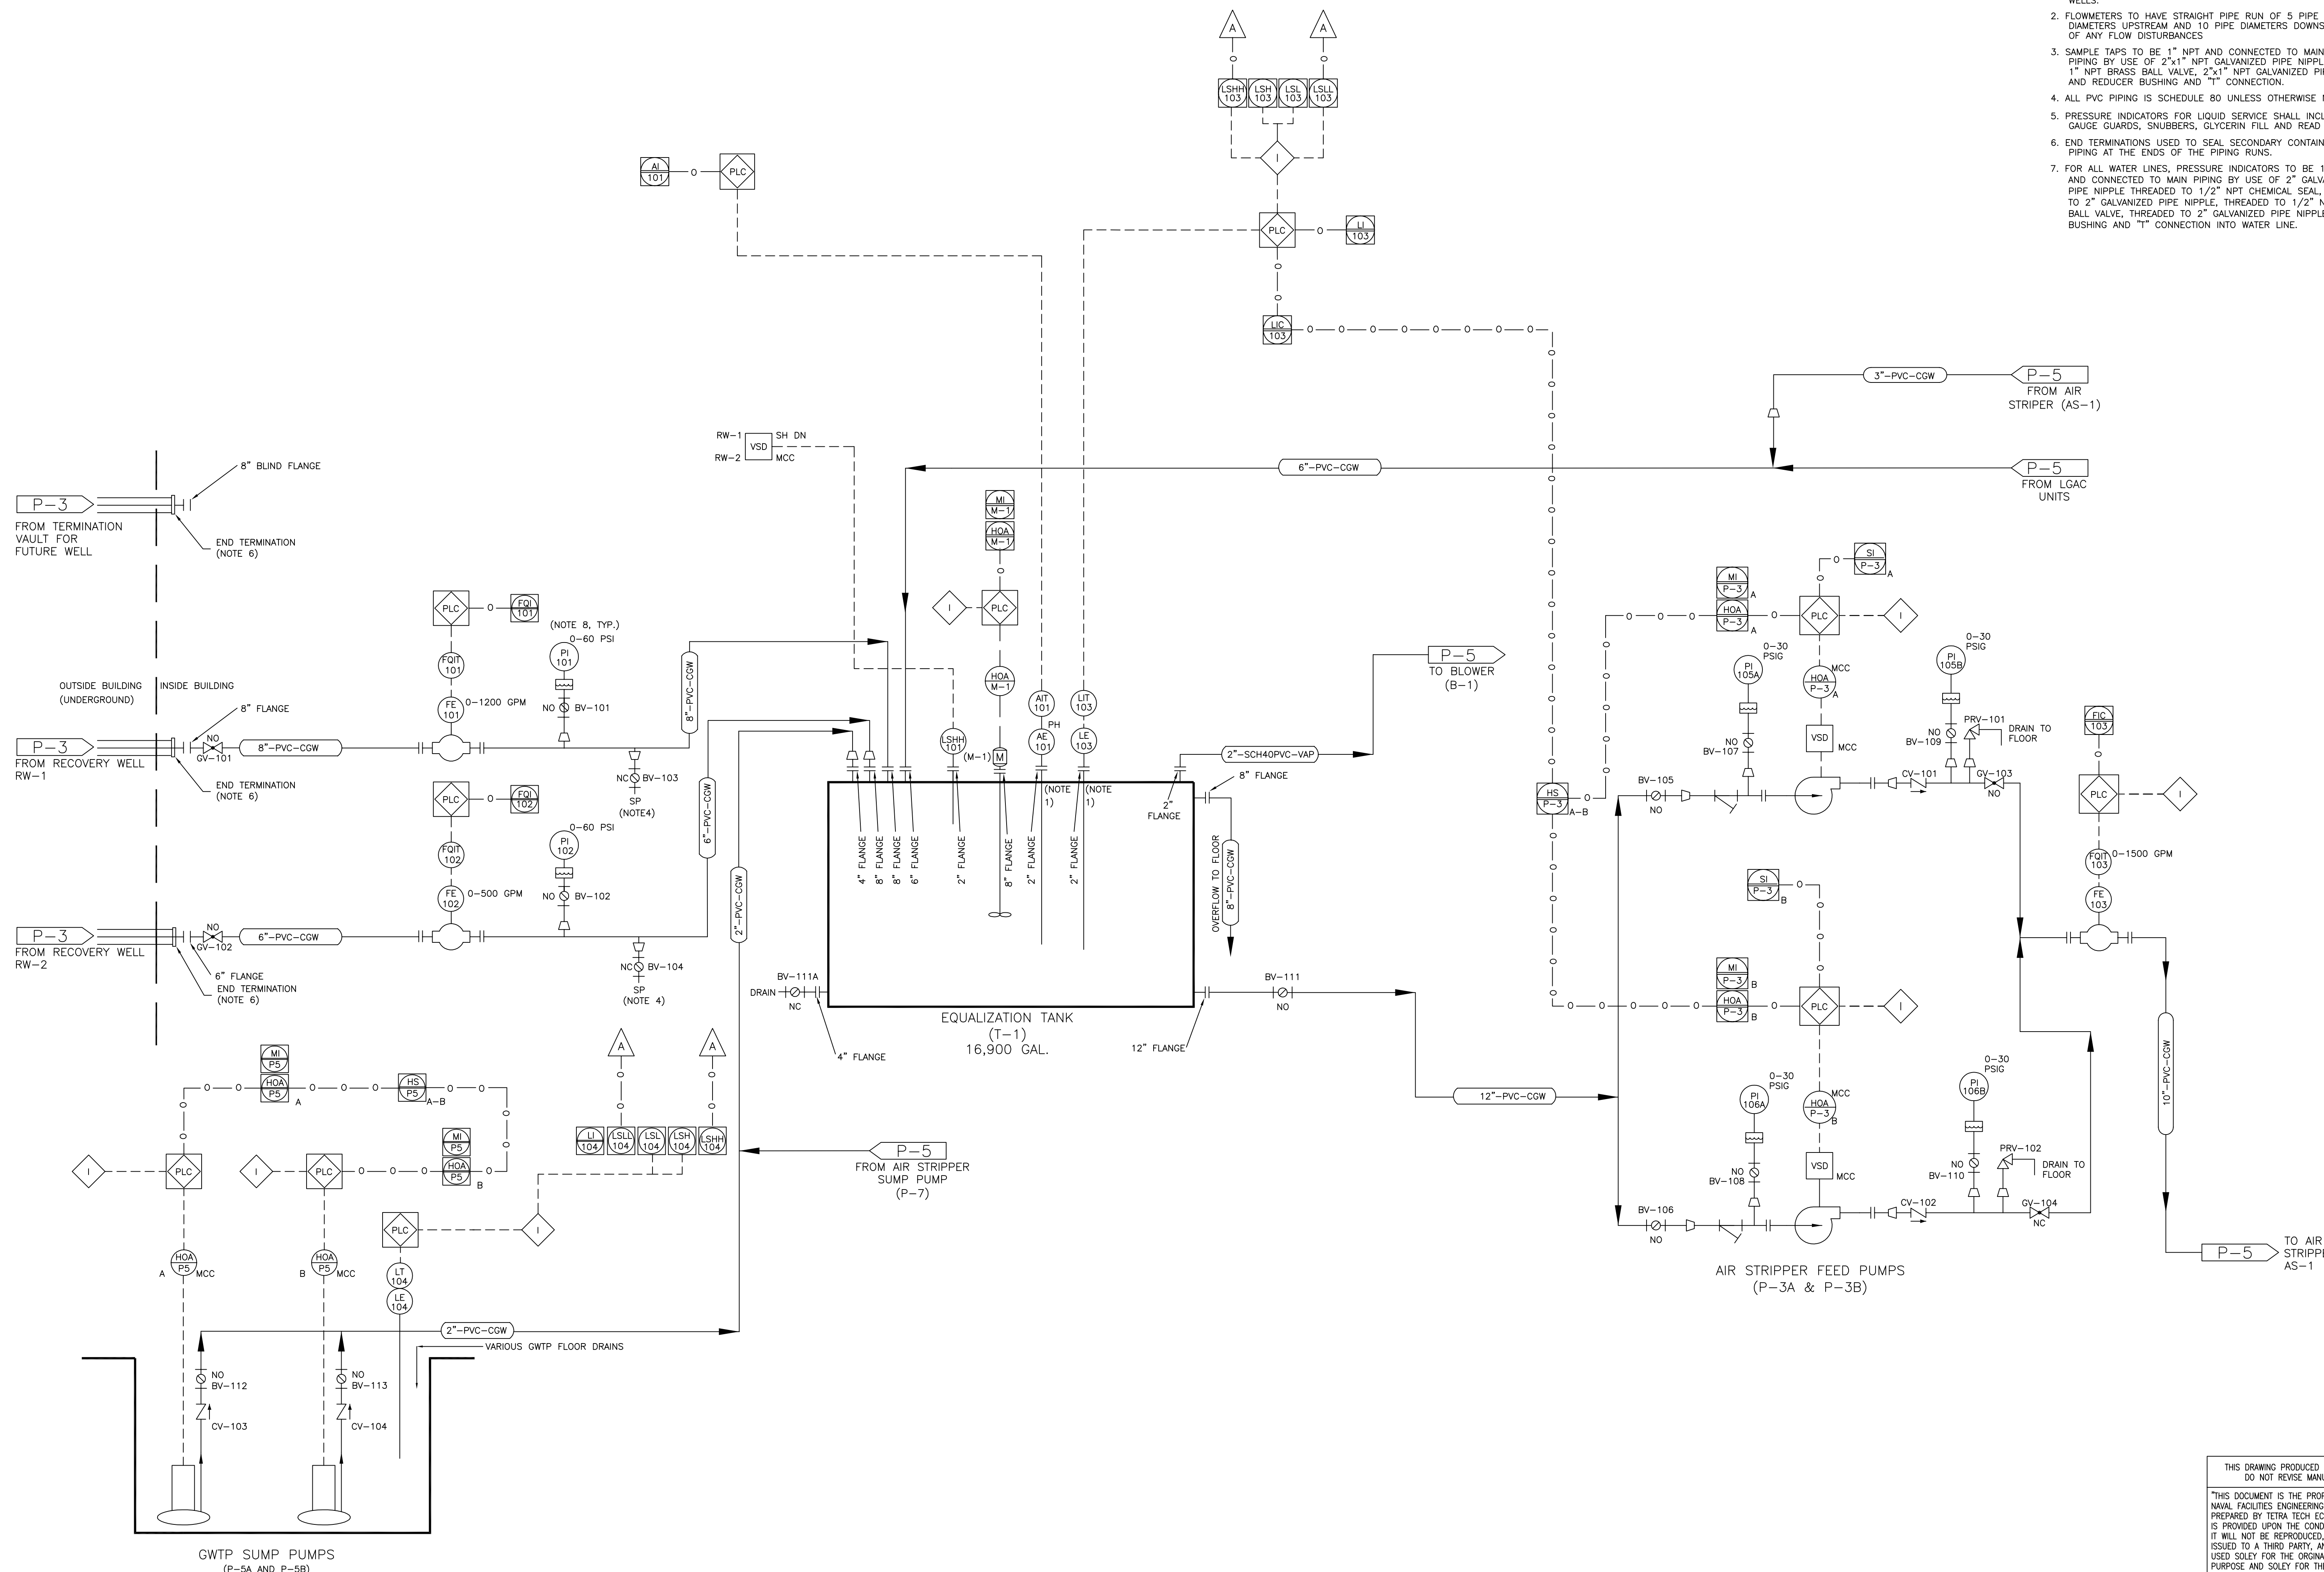 WELLS.
2. FLOWMETERS TO HAVE STRAIGHT PIPE RUN OF 5 PIPE
DIAMETERS UPSTREAM AND 10 PIPE DIAMETERS DOWNS
OF ANY FLOW DISTURBANCES
3. SAMPLE TAPS TO BE 1" NPT AND CONNECTED TO MAIN
PIPING BY USE OF 2"x1" NPT GALVANIZED PIPE NIPPL
1" NPT BRASS BALL VALVE, 2"x1" NPT GALVANIZED PI
AND REDUCER BUSHING AND "T" CONNECTION.
4. ALL PVC PIPING IS SCHEDULE 80 UNLESS OTHERWISE
5. PRESSURE INDICATORS FOR LIQUID SERVICE SHALL INCL
GAUGE GUARDS, SNUBBERS, GLYCERIN FILL AND READ
6. END TERMINATIONS USED TO SEAL SECONDARY CONTAIN
PIPING AT THE ENDS OF THE PIPING RUNS.
7. FOR ALL WATER LINES, PRESSURE INDICATORS TO BE 1
AND CONNECTED TO MAIN PIPING BY USE OF 2" GALV
PIPE NIPPLE THREADED TO 1/2" NPT CHEMICAL SEAL,
TO 2" GALVANIZED PIPE NIPPLE, THREADED TO 1/2" N
BALL VALVE, THREADED TO 2" GALVANIZED PIPE NIPPLE
BUSHING AND "T" CONNECTION INTO WATER LINE.
A
A
LSHH 103
LSH 103
LSL 103
LSLL 103
I
AI 101
PLC
PLC
LI 103
LIC 103
3"-PVC-CGW
P-5
FROM AIR
STRIPER (AS-1)
6"-PVC-CGW
P-5
FROM LGAC
UNITS
RW-1
RW-2
VSD
SH DN
MCC
8" BLIND FLANGE
P-3
FROM TERMINATION
VAULT FOR
FUTURE WELL
END TERMINATION
(NOTE 6)
OUTSIDE BUILDING
(UNDERGROUND)
INSIDE BUILDING
8" FLANGE
P-3
FROM RECOVERY WELL
RW-1
NO
GV-101
8"-PVC-CGW
END TERMINATION
(NOTE 6)
PLC
FQI 101
FQIT 101
FE 101
0-1200 GPM
(NOTE 8, TYP.)
0-60 PSI
PI 101
NO
BV-101
NC
BV-103
SP
(NOTE4)
8"-PVC-CGW
PLC
FQI 102
FQIT 102
FE 102
0-500 GPM
0-60 PSI
PI 102
NO
BV-102
NC
BV-104
SP
(NOTE 4)
6"-PVC-CGW
2"-PVC-CGW
P-3
FROM RECOVERY WELL
RW-2
NO
GV-102
6"-PVC-CGW
6" FLANGE
END TERMINATION
(NOTE 6)
MI M-1
HOA M-1
I
PLC
HOA M-1
LSHH 101
(M-1)
M
AIT 101
PH
AE 101
LIT 103
LE 103
(NOTE
1)
(NOTE
1)
4" FLANGE
8" FLANGE
8" FLANGE
6" FLANGE
2" FLANGE
8" FLANGE
2" FLANGE
2" FLANGE
2"
FLANGE
2"-SCH40PVC-VAP
8" FLANGE
P-5
TO BLOWER
(B-1)
OVERFLOW TO FLOOR
8"-PVC-CGW
BV-111A
DRAIN
NC
4" FLANGE
BV-111
NO
12" FLANGE
EQUALIZATION TANK
(T-1)
16,900 GAL.
12"-PVC-CGW
HS P-3
A-B
MI P-3
A
HOA P-3
A
PLC
SI P-3
A
I
HOA P-3
MCC
A
VSD
MCC
0-30
PSIG
PI 105A
NO
BV-107
BV-105
NO
0-30
PSIG
PI 105B
NO
BV-109
PRV-101
DRAIN TO
FLOOR
CV-101
GV-103
NO
FIC 103
PLC
I
FQIT 103
0-1500 GPM
FE 103
10"-PVC-CGW
SI P-3
B
MI P-3
B
HOA P-3
B
PLC
I
HOA P-3
MCC
B
VSD
MCC
0-30
PSIG
PI 106A
NO
BV-108
BV-106
NO
0-30
PSIG
PI 106B
NO
BV-110
PRV-102
DRAIN TO
FLOOR
CV-102
GV-104
NC
AIR STRIPPER FEED PUMPS
(P-3A & P-3B)
P-5
TO AIR
STRIPPE
AS-1
MI P5
HOA P5
A
HS P5
A-B
MI P5
HOA P5
B
I
PLC
I
PLC
A
A
LI 104
LSLL 104
LSL 104
LSH 104
LSHH 104
PLC
I
LT 104
LE 104
A
HOA P5
MCC
B
HOA P5
MCC
P-5
FROM AIR STRIPPER
SUMP PUMP
(P-7)
2"-PVC-CGW
VARIOUS GWTP FLOOR DRAINS
NO
BV-112
CV-103
NO
BV-113
CV-104
GWTP SUMP PUMPS
(P-5A AND P-5B)
THIS DRAWING PRODUCED
DO NOT REVISE MANU
"THIS DOCUMENT IS THE PROP
NAVAL FACILITIES ENGINEERING
PREPARED BY TETRA TECH EC
IS PROVIDED UPON THE COND
IT WILL NOT BE REPRODUCED,
ISSUED TO A THIRD PARTY, AN
USED SOLEY FOR THE ORGINA
PURPOSE AND SOLEY FOR THE